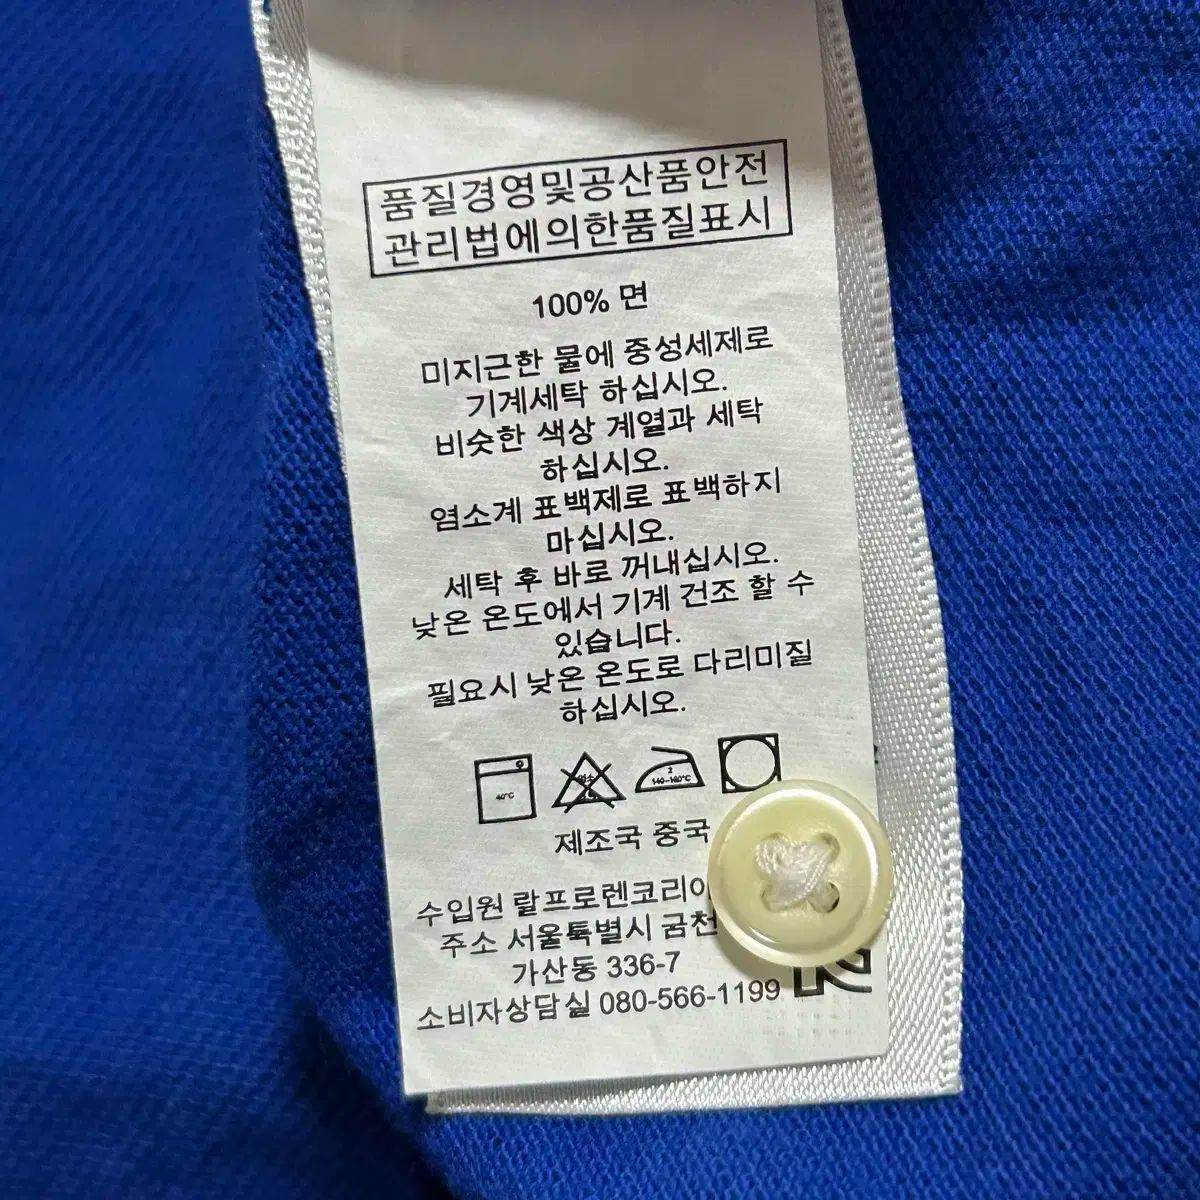 품질경영및공산품안전
관리법에의한품질표시
100% 면
미지근한 물에 중성세제로
기계세탁 하십시오.
비슷한 색상 계열과 세탁
하십시오.
염소계 표백제로 표백하지
마십시오.
세탁 후 바로 꺼내십시오.
낮은 온도에서 기계 건조 할 수
있습니다.
필요시 낮은 온도로 다리미질
하십시오.
40°C
2
140~160°C
제조국 중국
수입원 랄프로렌코리아
주소 서울특별시 금천
가산동 336-7
소비자상담실 080-566-1199